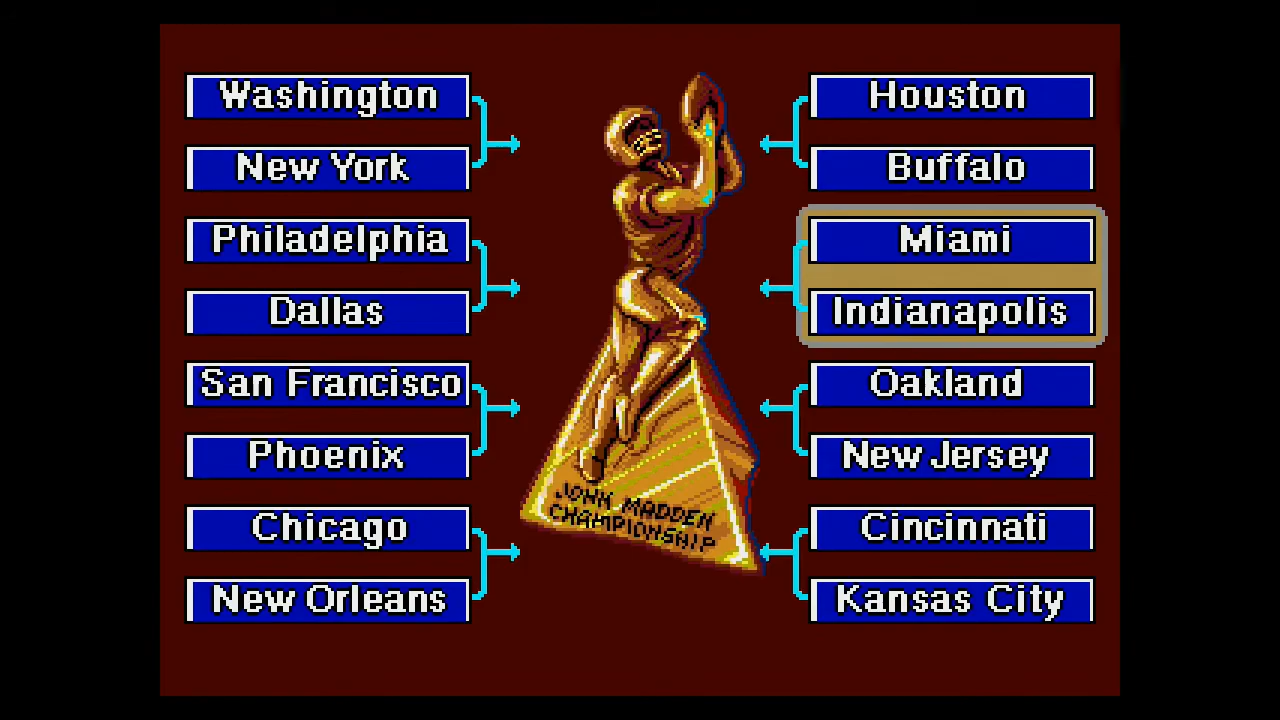 Washington
New York
Philadelphia
Dallas
San Francisco
Phoenix
Chicago
New Orleans
JOHN MADDEN
CHAMPIONSHIP
Houston
Buffalo
Miami
Indianapolis
Oakland
New Jersey
Cincinnati
Kansas City